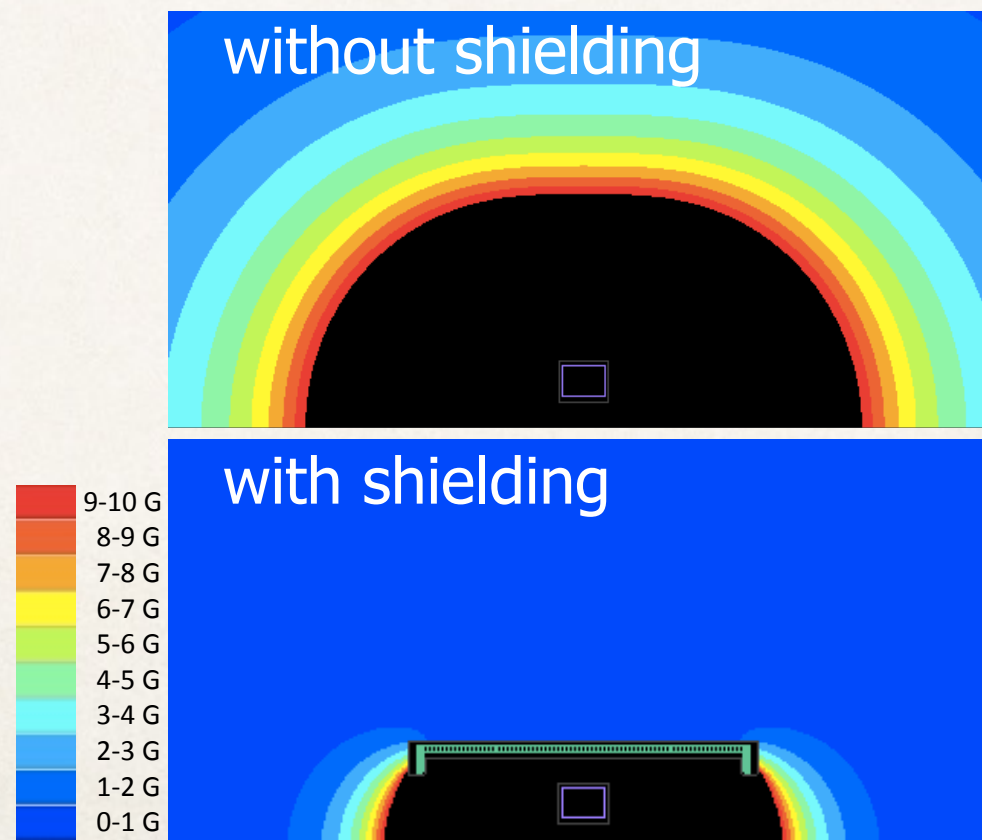 without shielding
with shielding
9-10 G
8-9 G
7-8 G
6-7 G
5-6 G
4-5 G
3-4 G
2-3 G
1-2 G
0-1 G